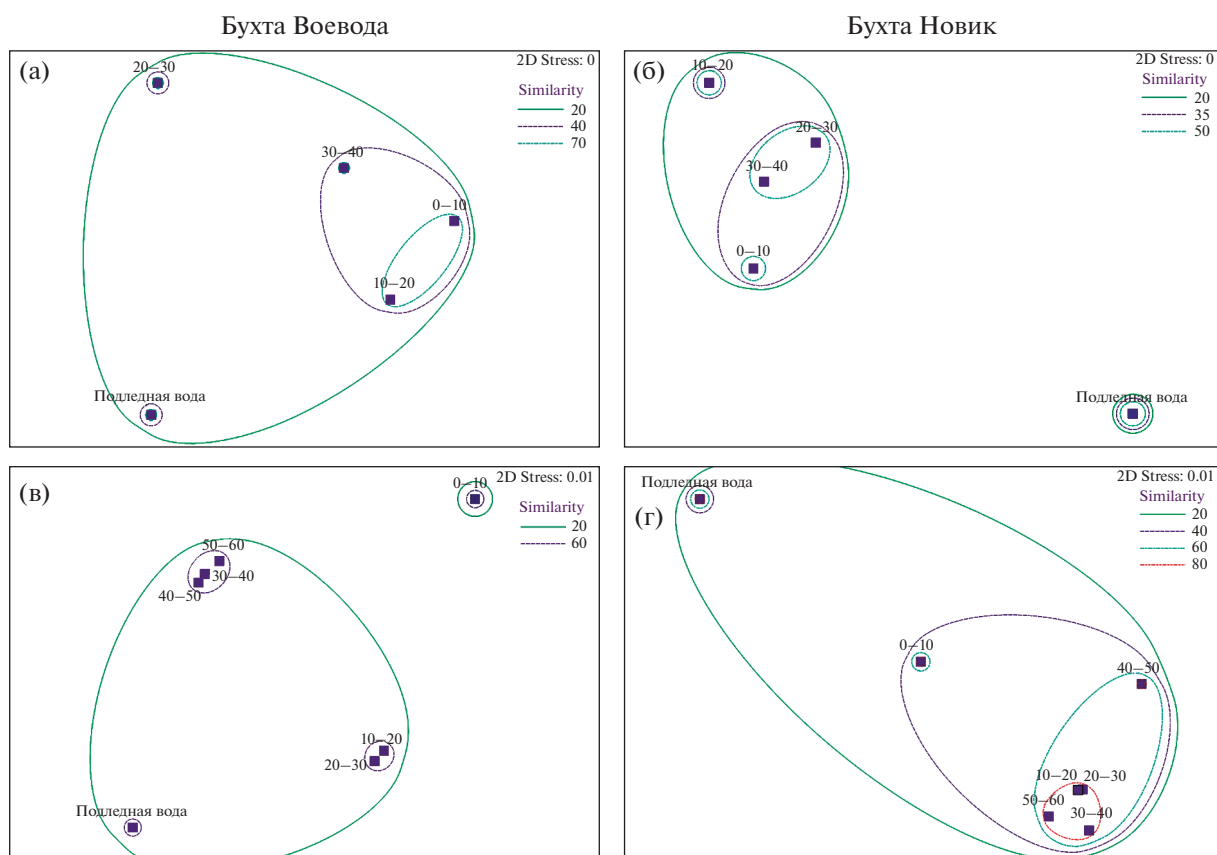 Бухта Воевода
Бухта Новик
(а)
2D Stress: 0
Similarity
20
40
70
20–30
30–40
0–10
10–20
Подледная вода
(б)
2D Stress: 0
Similarity
20
35
50
10–20
20–30
30–40
0–10
Подледная вода
(в)
2D Stress: 0.01
Similarity
20
60
0–10
50–60
30–40
40–50
10–20
20–30
Подледная вода
(г)
2D Stress: 0.01
Similarity
20
40
60
80
Подледная вода
0–10
40–50
10–20
20–30
50–60
30–40